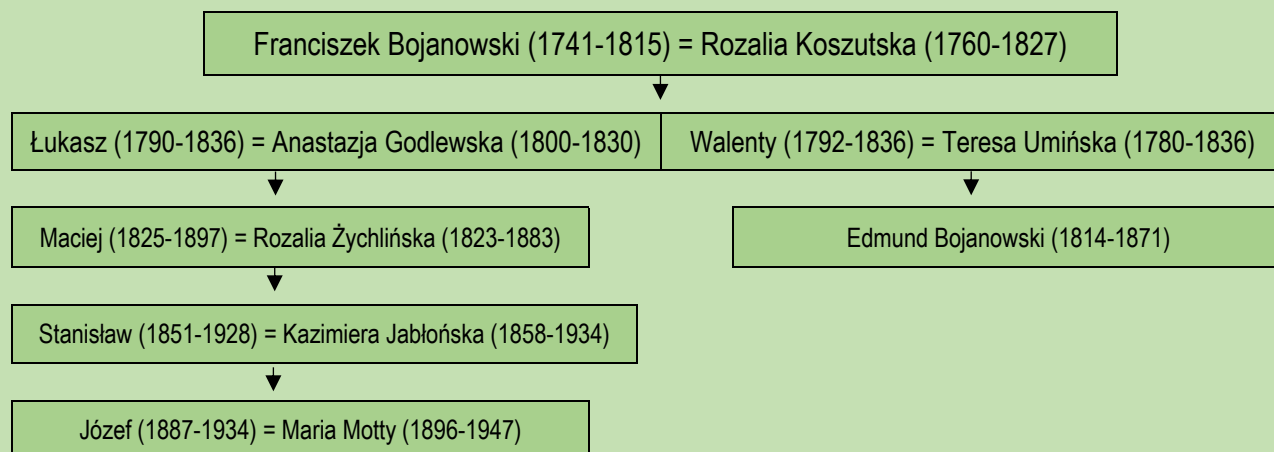 Franciszek Bojanowski (1741-1815) = Rozalia Koszutska (1760-1827)
Łukasz (1790-1836) = Anastazja Godlewska (1800-1830)
Walenty (1792-1836) = Teresa Umińska (1780-1836)
Maciej (1825-1897) = Rozalia Żychlińska (1823-1883)
Edmund Bojanowski (1814-1871)
Stanisław (1851-1928) = Kazimiera Jabłońska (1858-1934)
Józef (1887-1934) = Maria Motty (1896-1947)